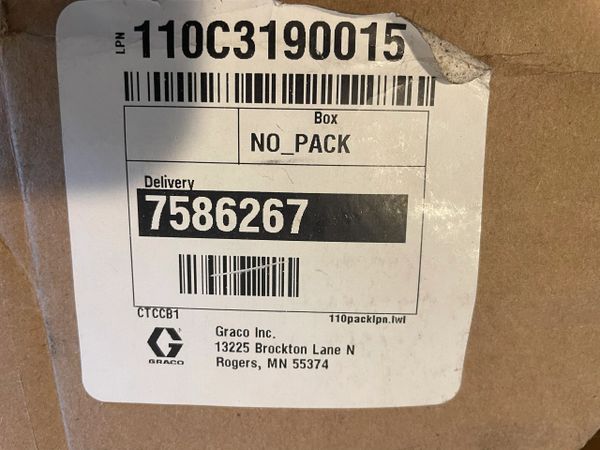 LPN 110C3190015
Box
NO_PACK
Delivery
7586267
CTCCB1
110packlpn.lwl
GRACO
Graco Inc.
13225 Brockton Lane N
Rogers, MN 55374